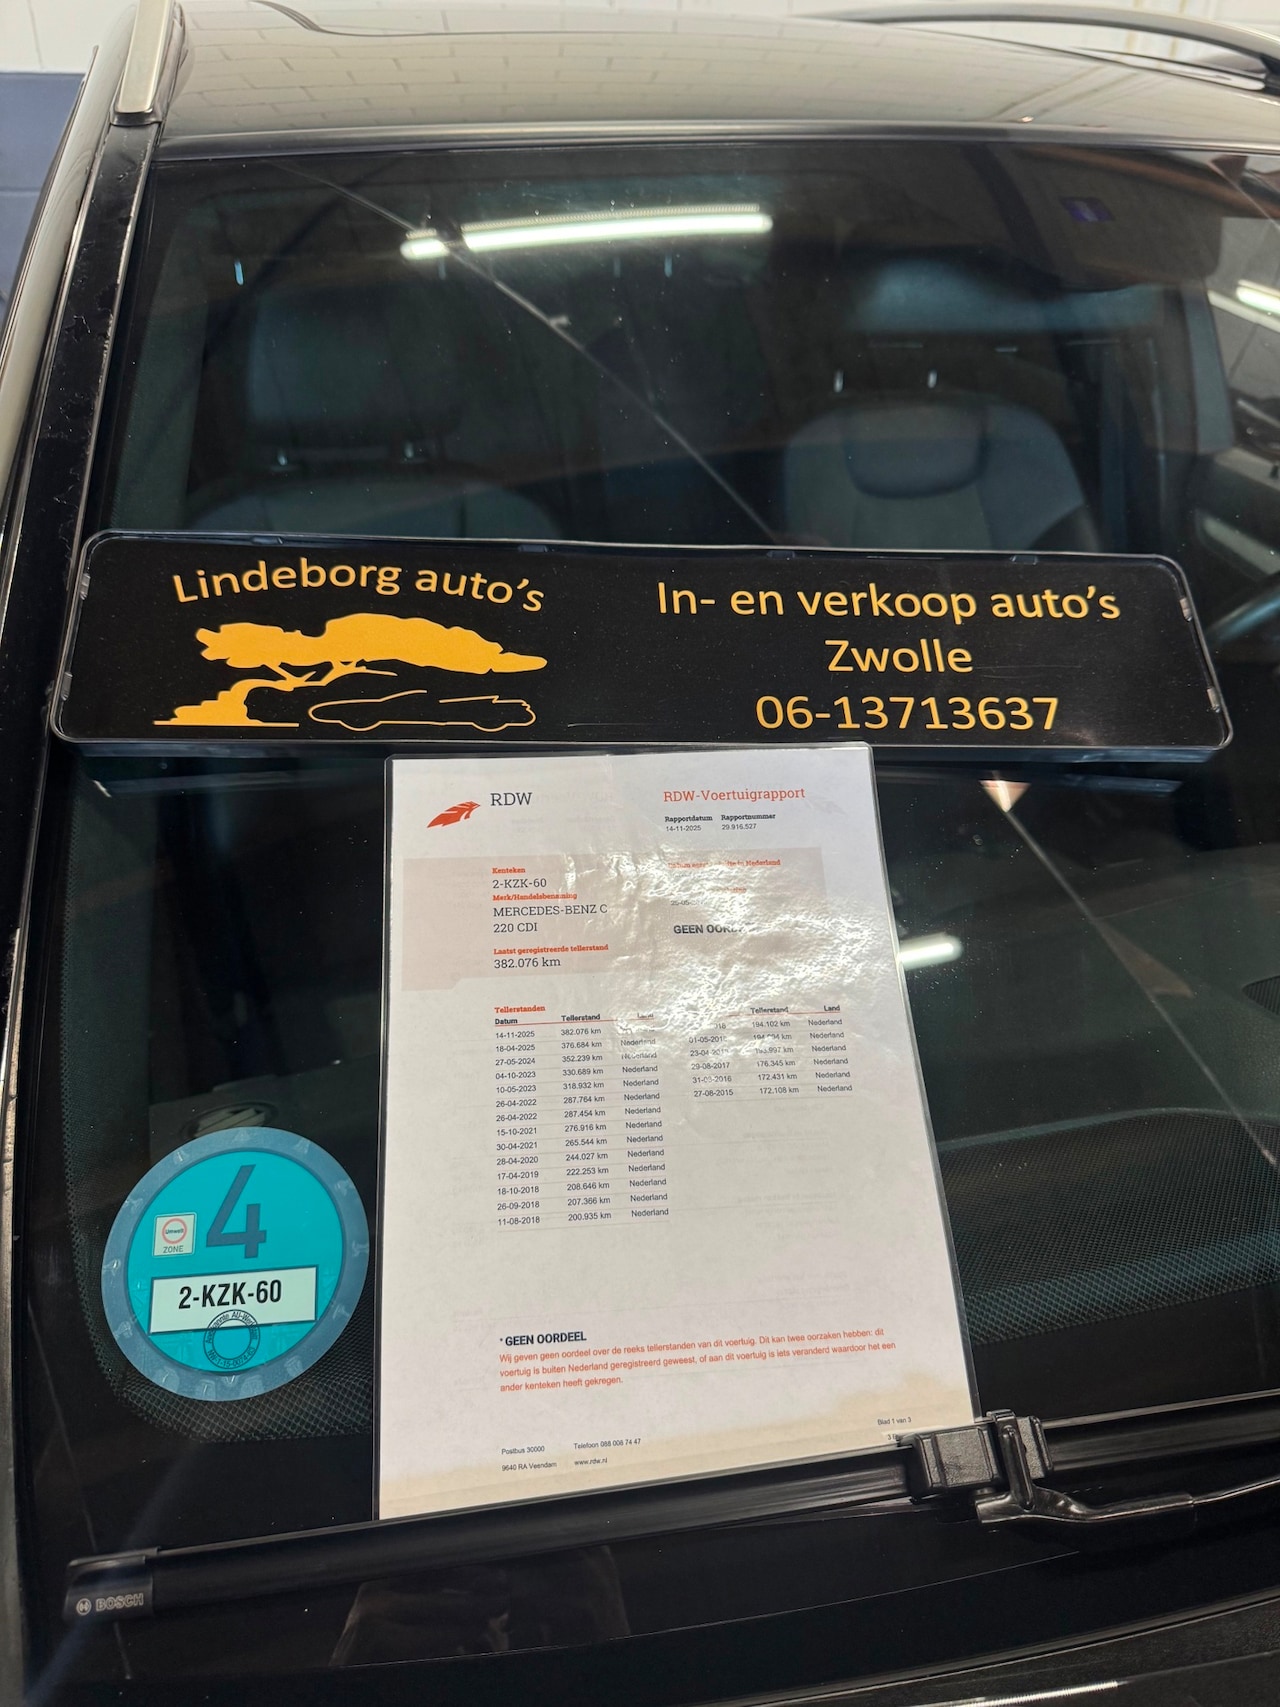 Lindeborg auto's
In- en verkoop auto's
Zwolle
06-13713637
RDW
RDW-Voertuigrapport
Rapportdatum Rapportnummer
14-11-2025 29.916.527
Kenteken
2-KZK-60
Merk/Handelsbenaming
MERCEDES-BENZ C
220 CDI
Laatst geregistreerde tellerstand
382.076 km
in Nederland
GEEN
Tellerstanden
Datum Tellerstand Land
14-11-2025 382.076 km
18-04-2025 376.684 km Nederland
27-05-2024 352.239 km Nederland
04-10-2023 330.689 km Nederland
10-05-2023 318.932 km Nederland
26-04-2022 287.764 km Nederland
26-04-2022 287.454 km Nederland
15-10-2021 276.916 km Nederland
30-04-2021 265.544 km Nederland
28-04-2020 244.027 km Nederland
17-04-2019 222.253 km Nederland
18-10-2018 208.646 km Nederland
26-09-2018 207.366 km Nederland
11-08-2018 200.935 km Nederland
Tellerstand Land
194.102 km Nederland
Nederland
Nederland
29-08-2017 176.345 km Nederland
172.431 km Nederland
27-08-2015 172.108 km Nederland
* GEEN OORDEEL
Wij geven geen oordeel over de reeks tellerstanden van dit voertuig. Dit kan twee oorzaken hebben: dit
voertuig is buiten Nederland geregistreerd geweest, of aan dit voertuig is iets veranderd waardoor het een
ander kenteken heeft gekregen.
Postbus 30000 Telefoon 088 008 74 47
9640 RA Veendam www.rdw.nl
Blad 1 van 3
4
Umwelt
ZONE
2-KZK-60
BOSCH